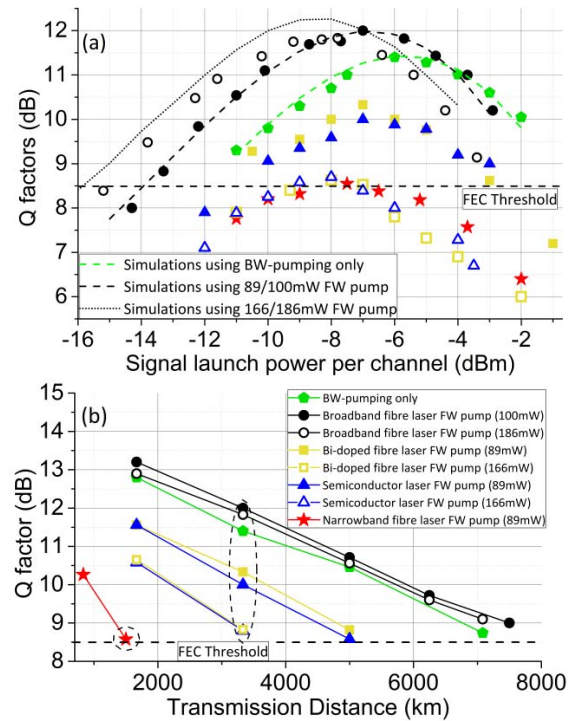 (a)
Q factors (dB)
12
11
10
9
8
7
6
FEC Threshold
Simulations using BW-pumping only
Simulations using 89/100mW FW pump
Simulations using 166/186mW FW pump
-16 -14 -12 -10 -8 -6 -4 -2
Signal launch power per channel (dBm)
(b)
Q factor (dB)
15
14
13
12
11
10
9
8
BW-pumping only
Broadband fibre laser FW pump (100mW)
Broadband fibre laser FW pump (186mW)
Bi-doped fibre laser FW pump (89mW)
Bi-doped fibre laser FW pump (166mW)
Semiconductor laser FW pump (89mW)
Semicoductor laser FW pump (166mW)
Narrowband fibre laser FW pump (89mW)
FEC Threshold
2000 4000 6000 8000
Transmission Distance (km)